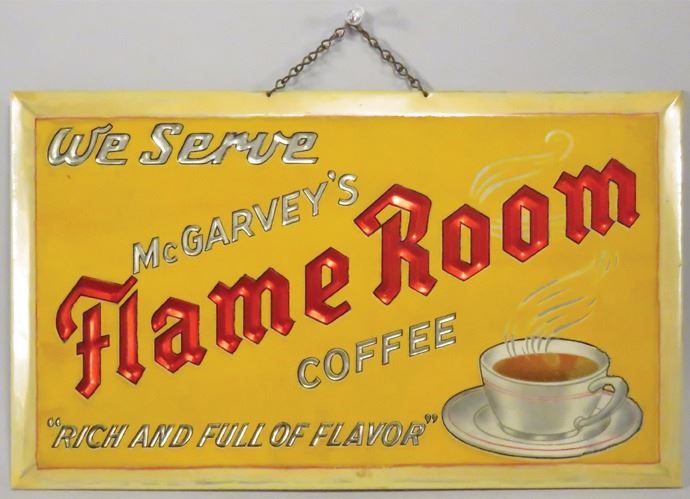 We Serve
McGARVEY'S
Flame Room
COFFEE
"RICH AND FULL OF FLAVOR"